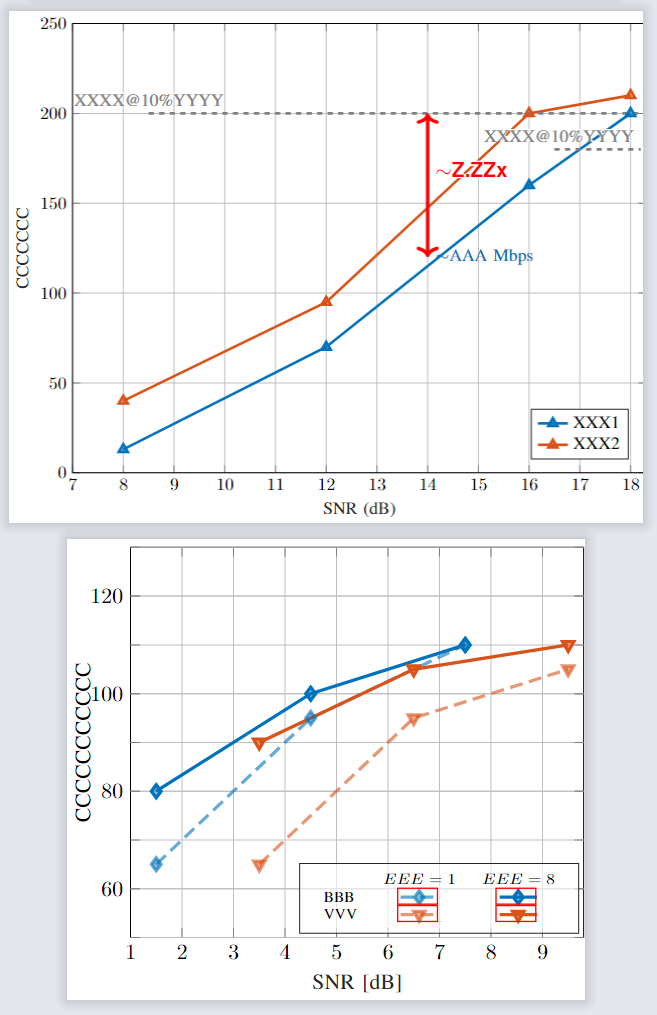 250
XXXX@10%YYYY
200
XXXX@10%YYYY
~Z.ZZx
150
~AAA Mbps
CCCCCCC
100
50
XXX1
XXX2
0
7 8 9 10 11 12 13 14 15 16 17 18
SNR (dB)
120
100
CCCCCCCCCCCC
80
60
EEE = 1 EEE = 8
BBB
VVV
1 2 3 4 5 6 7 8 9
SNR [dB]